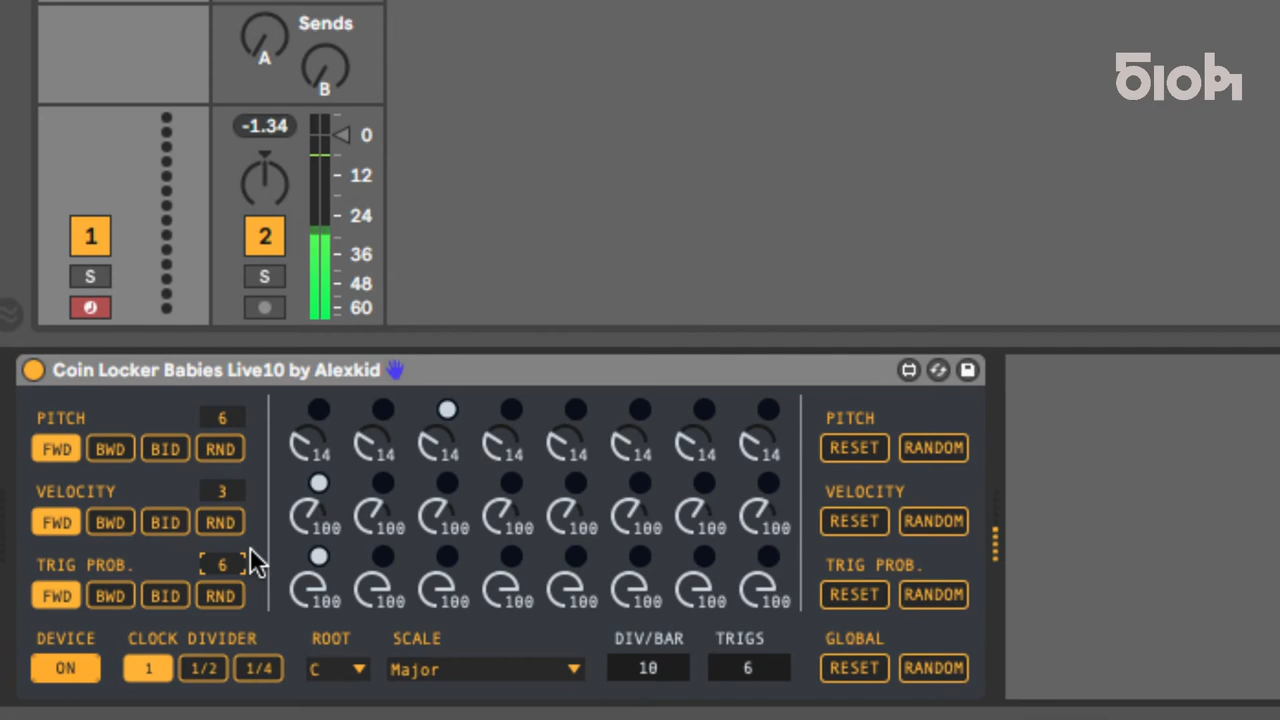 Sends
A
B
-1.34
0
12
24
36
48
60
1
2
S
S
Coin Locker Babies Live10 by Alexkid
PITCH 6
FWD BWD BID RND
VELOCITY 3
FWD BWD BID RND
TRIG PROB. 6
FWD BWD BID RND
14 14 14 14 14 14 14 14
100 100 100 100 100 100 100 100
100 100 100 100 100 100 100 100
PITCH
RESET RANDOM
VELOCITY
RESET RANDOM
TRIG PROB.
RESET RANDOM
DEVICE CLOCK DIVIDER ROOT SCALE DIV/BAR TRIGS GLOBAL
ON 1 1/2 1/4 C Major 10 6 RESET RANDOM